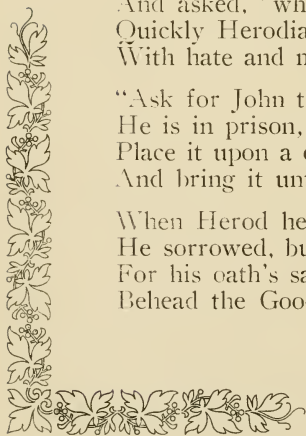 And asked, "wh
Quickly Herodia
With hate and
"Ask for John t
He is in prison,
Place it upon a
And bring it un
When Herod he
He sorrowed, bu
For his oath's sa
Behead the Goo